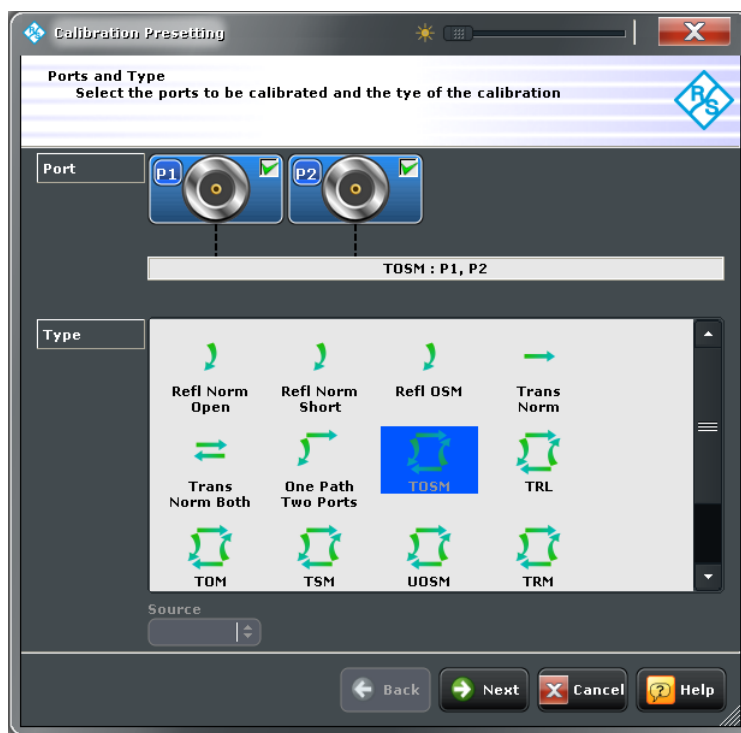 Calibration Presetting
X
Ports and Type
Select the ports to be calibrated and the tye of the calibration
R&S
Port
P1
P2
TOSM : P1, P2
Type
Refl Norm Open
Refl Norm Short
Refl OSM
Trans Norm
Trans Norm Both
One Path Two Ports
TOSM
TRL
TOM
TSM
UOSM
TRM
Source
Back
Next
Cancel
Help